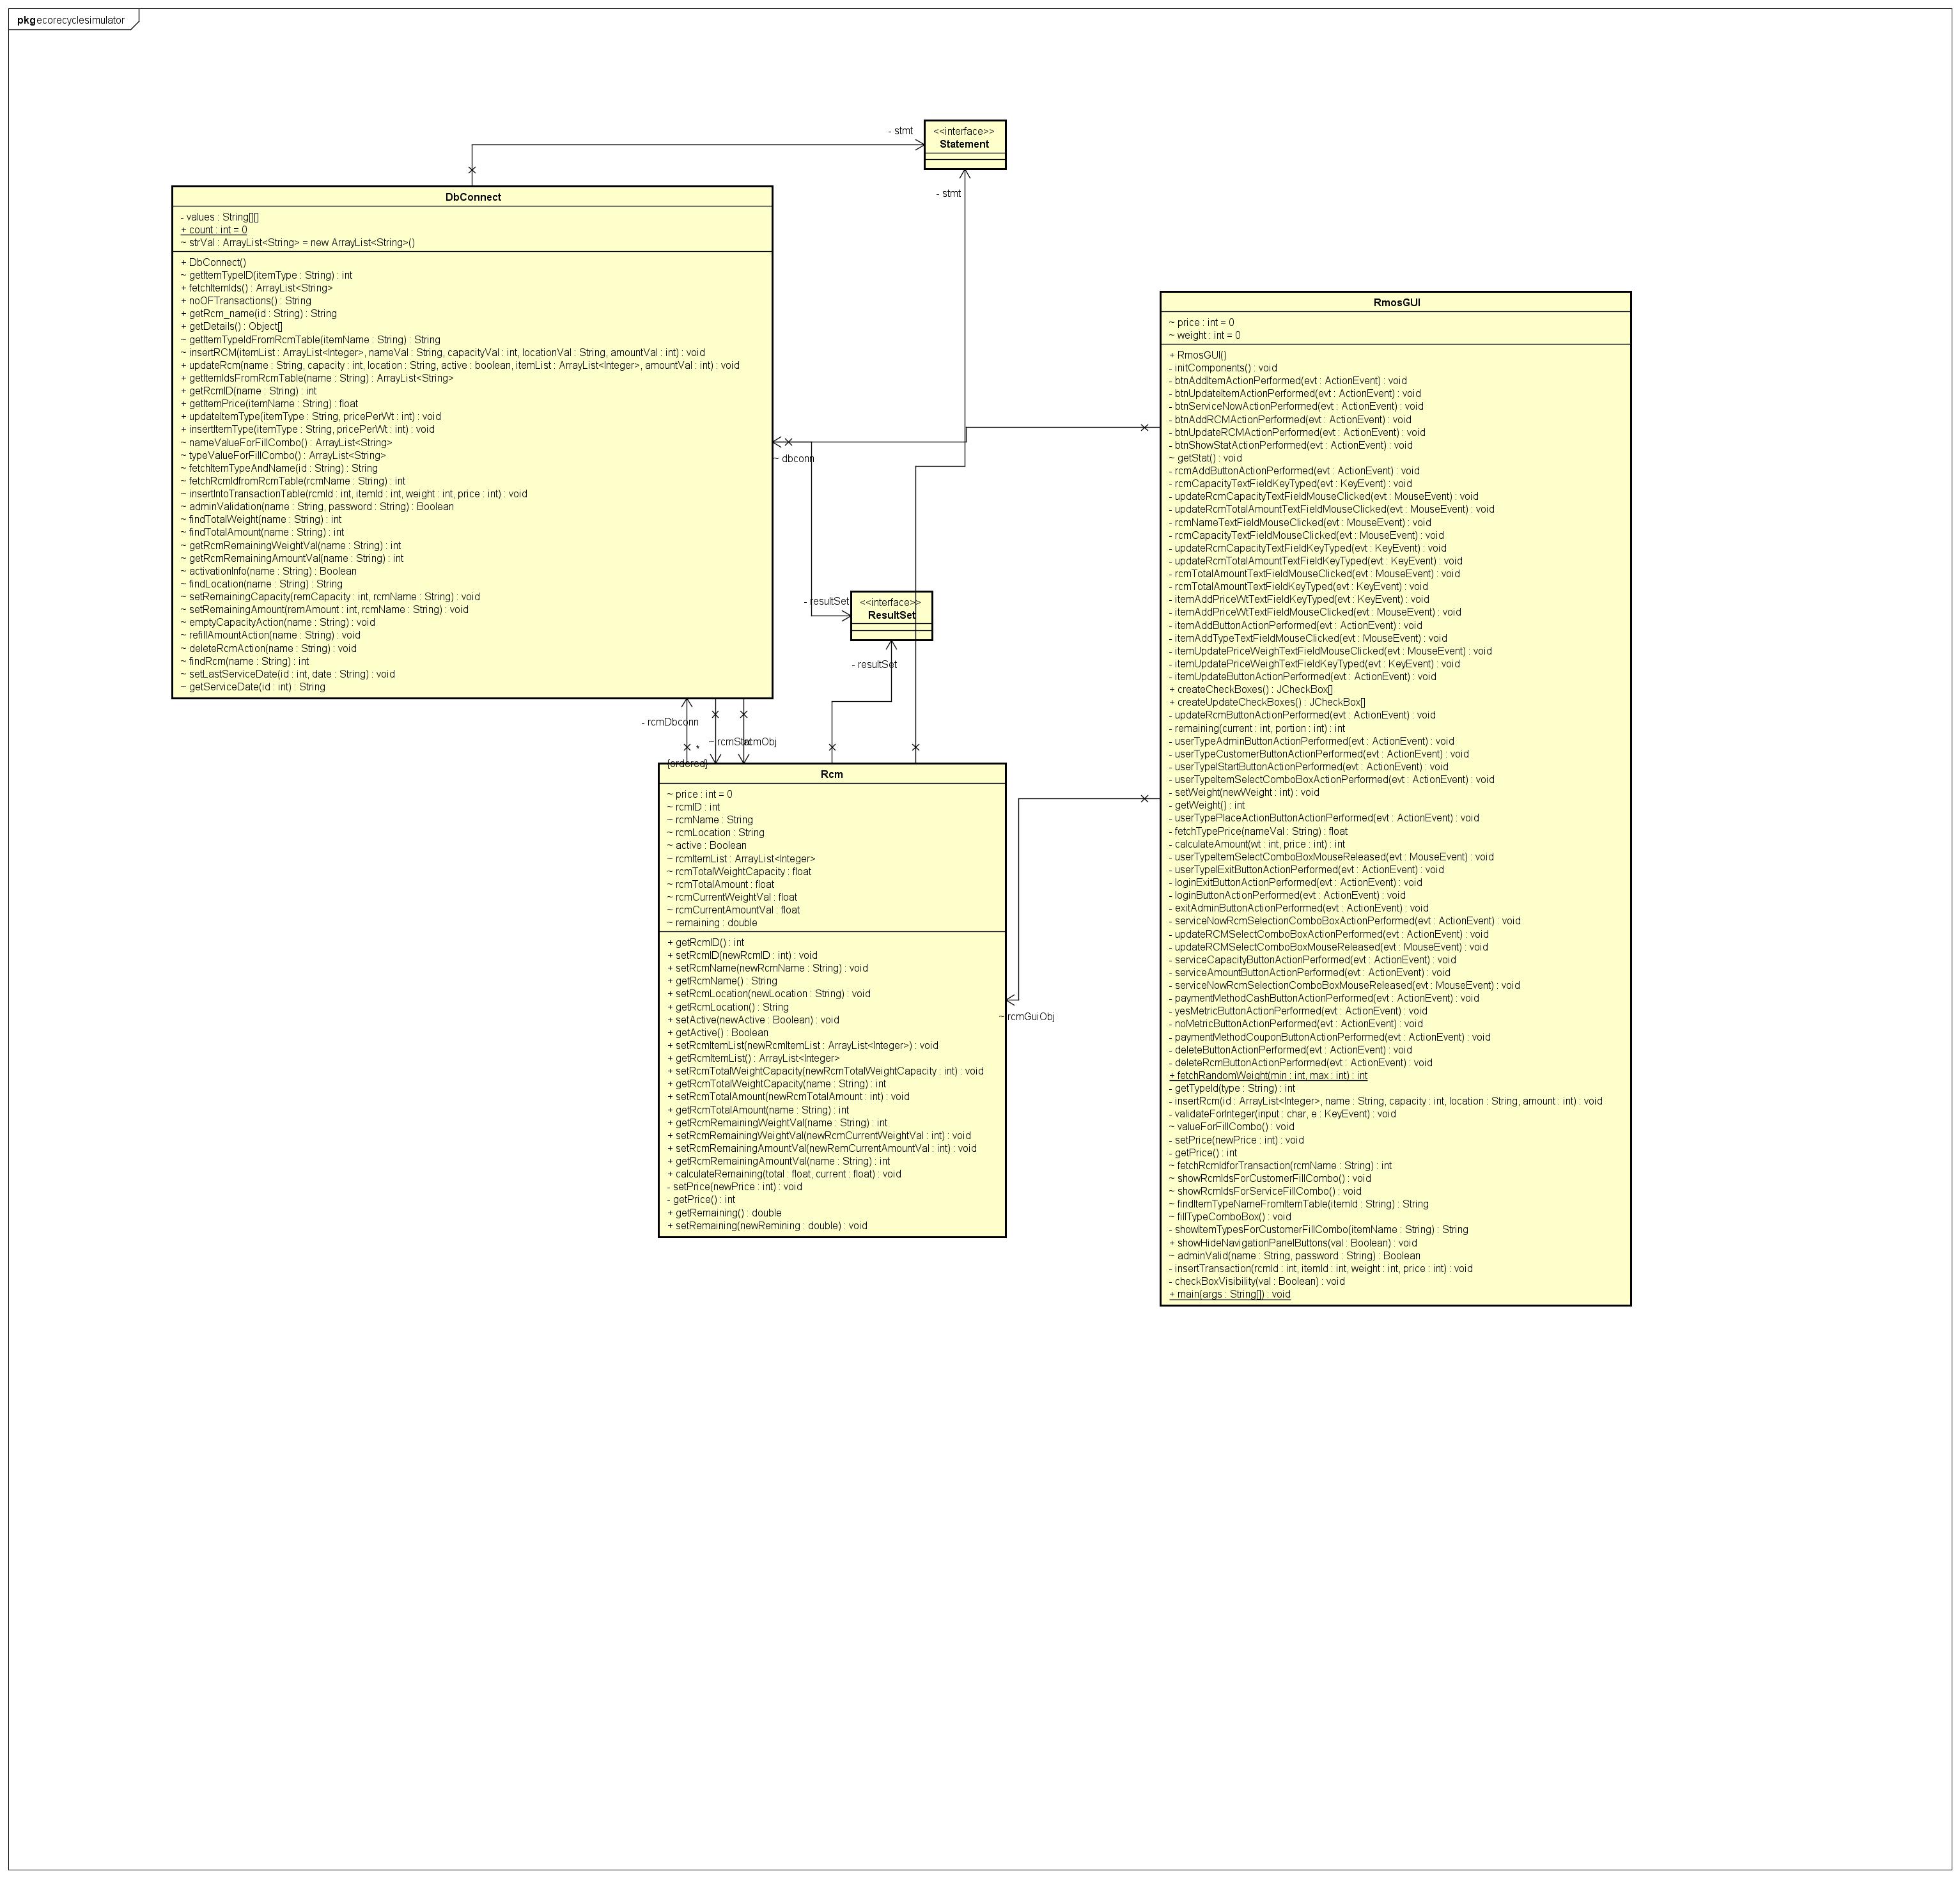 pkg ecorecyclesimulator
- stmt
<<interface>>
Statement
- stmt
DbConnect
- values : String[][]
+ count : int = 0
~ strVal : ArrayList<String> = new ArrayList<String>()
+ DbConnect()
~ getItemTypeID(itemType : String) : int
+ fetchItemIds() : ArrayList<String>
+ noOFTransactions() : String
+ getRcm_name(id : String) : String
+ getDetails() : Object[]
~ getItemTypeIdFromRcmTable(itemName : String) : String
~ insertRCM(itemList : ArrayList<Integer>, nameVal : String, capacityVal : int, locationVal : String, amountVal : int) : void
+ updateRcm(name : String, capacity : int, location : String, active : boolean, itemList : ArrayList<Integer>, amountVal : int) : void
+ getItemIdsFromRcmTable(name : String) : ArrayList<String>
+ getRcmID(name : String) : int
+ getItemPrice(itemName : String) : float
+ updateItemType(itemType : String, pricePerWt : int) : void
+ insertItemType(itemType : String, pricePerWt : int) : void
~ nameValueForFillCombo() : ArrayList<String>
~ typeValueForFillCombo() : ArrayList<String>
~ fetchItemTypeAndName(id : String) : String
~ fetchRcmIdfromRcmTable(rcmName : String) : int
~ insertIntoTransactionTable(rcmId : int, itemId : int, weight : int, price : int) : void
~ adminValidation(name : String, password : String) : Boolean
~ findTotalWeight(name : String) : int
~ findTotalAmount(name : String) : int
~ getRcmRemainingWeightVal(name : String) : int
~ getRcmRemainingAmountVal(name : String) : int
~ activationInfo(name : String) : Boolean
~ findLocation(name : String) : String
~ setRemainingCapacity(remCapacity : int, rcmName : String) : void
~ setRemainingAmount(remAmount : int, rcmName : String) : void
~ emptyCapacityAction(name : String) : void
~ refillAmountAction(name : String) : void
~ deleteRcmAction(name : String) : void
~ findRcm(name : String) : int
~ setLastServiceDate(id : int, date : String) : void
~ getServiceDate(id : int) : String
~ dbconn
- resultSet
<<interface>>
ResultSet
- resultSet
- rcmDbconn
*
{ordered}
~ rcmStat
~ rcmObj
Rcm
~ price : int = 0
~ rcmID : int
~ rcmName : String
~ rcmLocation : String
~ active : Boolean
~ rcmItemList : ArrayList<Integer>
~ rcmTotalWeightCapacity : float
~ rcmTotalAmount : float
~ rcmCurrentWeightVal : float
~ rcmCurrentAmountVal : float
~ remaining : double
+ getRcmID() : int
+ setRcmID(newRcmID : int) : void
+ setRcmName(newRcmName : String) : void
+ getRcmName() : String
+ setRcmLocation(newLocation : String) : void
+ getRcmLocation() : String
+ setActive(newActive : Boolean) : void
+ getActive() : Boolean
+ setRcmItemList(newRcmItemList : ArrayList<Integer>) : void
+ getRcmItemList() : ArrayList<Integer>
+ setRcmTotalWeightCapacity(newRcmTotalWeightCapacity : int) : void
+ getRcmTotalWeightCapacity(name : String) : int
+ setRcmTotalAmount(newRcmTotalAmount : int) : void
+ getRcmTotalAmount(name : String) : int
+ getRcmRemainingWeightVal(name : String) : int
+ setRcmRemainingWeightVal(newRcmCurrentWeightVal : int) : void
+ setRcmRemainingAmountVal(newRemCurrentAmountVal : int) : void
+ getRcmRemainingAmountVal(name : String) : int
+ calculateRemaining(total : float, current : float) : void
- setPrice(newPrice : int) : void
- getPrice() : int
+ getRemaining() : double
+ setRemaining(newRemining : double) : void
~ rcmGuiObj
RmosGUI
~ price : int = 0
~ weight : int = 0
+ RmosGUI()
- initComponents() : void
- btnAddItemActionPerformed(evt : ActionEvent) : void
- btnUpdateItemActionPerformed(evt : ActionEvent) : void
- btnServiceNowActionPerformed(evt : ActionEvent) : void
- btnAddRCMActionPerformed(evt : ActionEvent) : void
- btnUpdateRCMActionPerformed(evt : ActionEvent) : void
- btnShowStatActionPerformed(evt : ActionEvent) : void
~ getStat() : void
- rcmAddButtonActionPerformed(evt : ActionEvent) : void
- rcmCapacityTextFieldKeyTyped(evt : KeyEvent) : void
- updateRcmCapacityTextFieldMouseClicked(evt : MouseEvent) : void
- updateRcmTotalAmountTextFieldMouseClicked(evt : MouseEvent) : void
- rcmNameTextFieldMouseClicked(evt : MouseEvent) : void
- rcmCapacityTextFieldMouseClicked(evt : MouseEvent) : void
- updateRcmCapacityTextFieldKeyTyped(evt : KeyEvent) : void
- updateRcmTotalAmountTextFieldKeyTyped(evt : KeyEvent) : void
- rcmTotalAmountTextFieldMouseClicked(evt : MouseEvent) : void
- rcmTotalAmountTextFieldKeyTyped(evt : KeyEvent) : void
- itemAddPriceWtTextFieldKeyTyped(evt : KeyEvent) : void
- itemAddPriceWtTextFieldMouseClicked(evt : MouseEvent) : void
- itemAddButtonActionPerformed(evt : ActionEvent) : void
- itemAddTypeTextFieldMouseClicked(evt : MouseEvent) : void
- itemUpdatePriceWeighTextFieldMouseClicked(evt : MouseEvent) : void
- itemUpdatePriceWeighTextFieldKeyTyped(evt : KeyEvent) : void
- itemUpdateButtonActionPerformed(evt : ActionEvent) : void
+ createCheckBoxes() : JCheckBox[]
+ createUpdateCheckBoxes() : JCheckBox[]
- updateRcmButtonActionPerformed(evt : ActionEvent) : void
- remaining(current : int, portion : int) : int
- userTypeAdminButtonActionPerformed(evt : ActionEvent) : void
- userTypeCustomerButtonActionPerformed(evt : ActionEvent) : void
- userTypelStartButtonActionPerformed(evt : ActionEvent) : void
- userTypeItemSelectComboBoxActionPerformed(evt : ActionEvent) : void
- setWeight(newWeight : int) : void
- getWeight() : int
- userTypePlaceActionButtonActionPerformed(evt : ActionEvent) : void
- fetchTypePrice(nameVal : String) : float
- calculateAmount(wt : int, price : int) : int
- userTypeItemSelectComboBoxMouseReleased(evt : MouseEvent) : void
- userTypelExitButtonActionPerformed(evt : ActionEvent) : void
- loginExitButtonActionPerformed(evt : ActionEvent) : void
- loginButtonActionPerformed(evt : ActionEvent) : void
- exitAdminButtonActionPerformed(evt : ActionEvent) : void
- serviceNowRcmSelectionComboBoxActionPerformed(evt : ActionEvent) : void
- updateRCMSelectComboBoxActionPerformed(evt : ActionEvent) : void
- updateRCMSelectComboBoxMouseReleased(evt : MouseEvent) : void
- serviceCapacityButtonActionPerformed(evt : ActionEvent) : void
- serviceAmountButtonActionPerformed(evt : ActionEvent) : void
- serviceNowRcmSelectionComboBoxMouseReleased(evt : MouseEvent) : void
- paymentMethodCashButtonActionPerformed(evt : ActionEvent) : void
- yesMetricButtonActionPerformed(evt : ActionEvent) : void
- noMetricButtonActionPerformed(evt : ActionEvent) : void
- paymentMethodCouponButtonActionPerformed(evt : ActionEvent) : void
- deleteButtonActionPerformed(evt : ActionEvent) : void
- deleteRcmButtonActionPerformed(evt : ActionEvent) : void
+ fetchRandomWeight(min : int, max : int) : int
- getTypeId(type : String) : int
- insertRcm(id : ArrayList<Integer>, name : String, capacity : int, location : String, amount : int) : void
- validateForInteger(input : char, e : KeyEvent) : void
~ valueForFillCombo() : void
- setPrice(newPrice : int) : void
- getPrice() : int
~ fetchRcmIdforTransaction(rcmName : String) : int
~ showRcmIdsForCustomerFillCombo() : void
~ showRcmIdsForServiceFillCombo() : void
~ findItemTypeNameFromItemTable(itemId : String) : String
~ fillTypeComboBox() : void
- showItemTypesForCustomerFillCombo(itemName : String) : String
+ showHideNavigationPanelButtons(val : Boolean) : void
~ adminValid(name : String, password : String) : Boolean
- insertTransaction(rcmId : int, itemId : int, weight : int, price : int) : void
- checkBoxVisibility(val : Boolean) : void
+ main(args : String[]) : void